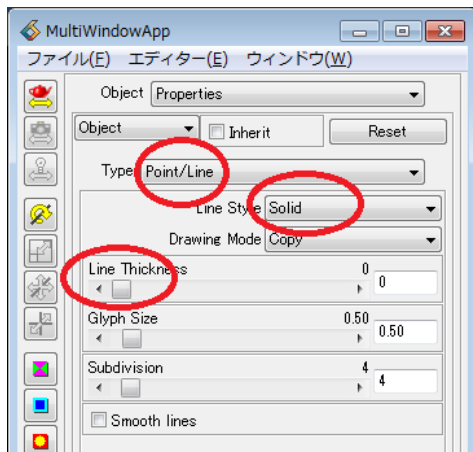 MultiWindowApp
ファイル(F) エディター(E) ウィンドウ(W)
Object Properties
Object Inherit Reset
Type Point/Line
Line Style Solid
Drawing Mode Copy
Line Thickness 0 0
Glyph Size 0.50 0.50
Subdivision 4 4
Smooth lines